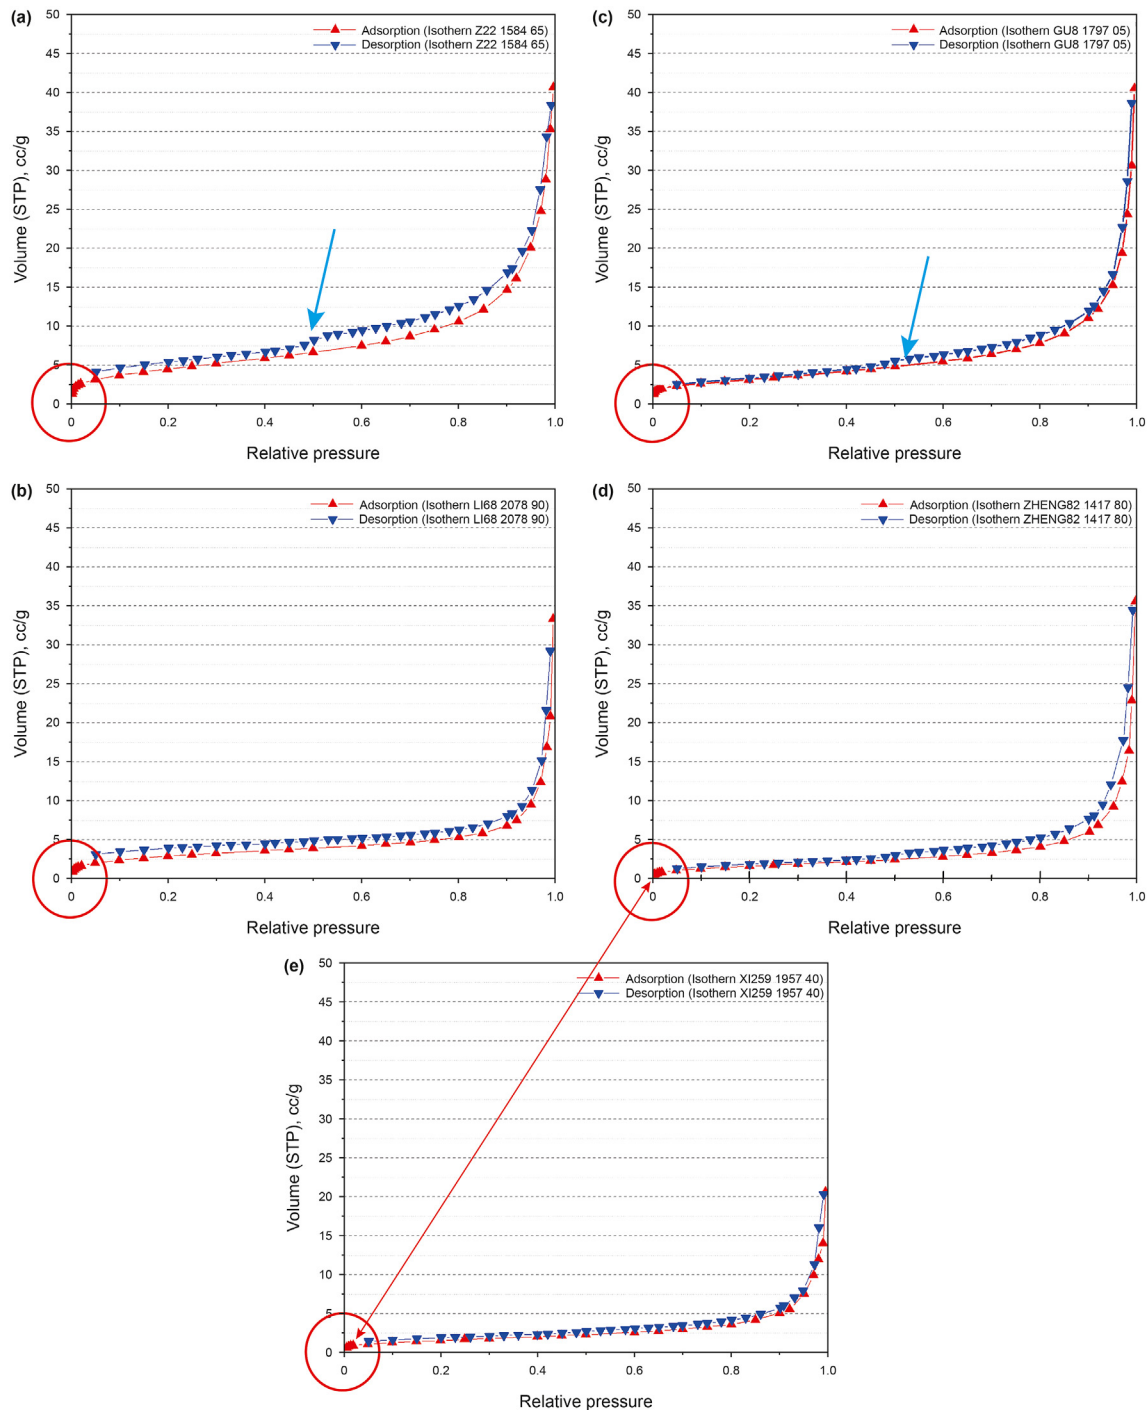 (a)
Adsorption (Isothern Z22 1584 65)
Desorption (Isothern Z22 1584 65)
Volume (STP), cc/g
50
45
40
35
30
25
20
15
10
5
0
0 0.2 0.4 0.6 0.8 1.0
Relative pressure
(c)
Adsorption (Isothern GU8 1797 05)
Desorption (Isothern GU8 1797 05)
Volume (STP), cc/g
50
45
40
35
30
25
20
15
10
5
0
0 0.2 0.4 0.6 0.8 1.0
Relative pressure
(b)
Adsorption (Isothern LI68 2078 90)
Desorption (Isothern LI68 2078 90)
Volume (STP), cc/g
50
45
40
35
30
25
20
15
10
5
0
0 0.2 0.4 0.6 0.8 1.0
Relative pressure
(d)
Adsorption (Isothern ZHENG82 1417 80)
Desorption (Isothern ZHENG82 1417 80)
Volume (STP), cc/g
50
45
40
35
30
25
20
15
10
5
0
0 0.2 0.4 0.6 0.8 1.0
Relative pressure
(e)
Adsorption (Isothern XI259 1957 40)
Desorption (Isothern XI259 1957 40)
Volume (STP), cc/g
50
45
40
35
30
25
20
15
10
5
0
0 0.2 0.4 0.6 0.8 1.0
Relative pressure